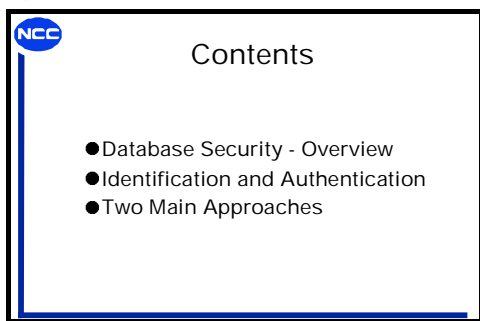 NCC
Contents
●Database Security - Overview
●Identification and Authentication
●Two Main Approaches